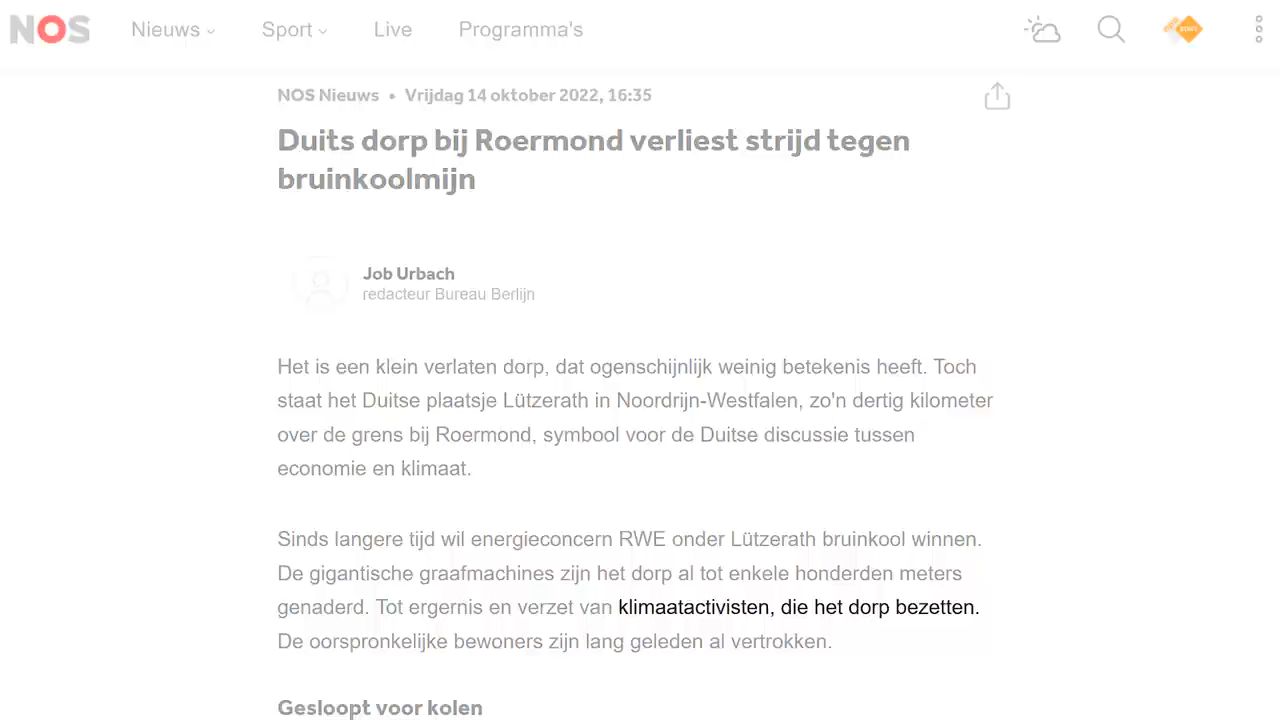 NOS Nieuws Sport Live Programma's
NOS Nieuws • Vrijdag 14 oktober 2022, 16:35
Duits dorp bij Roermond verliest strijd tegen
bruinkoolmijn
Job Urbach
redacteur Bureau Berlijn
Het is een klein verlaten dorp, dat ogenschijnlijk weinig betekenis heeft. Toch
staat het Duitse plaatsje Lützerath in Noordrijn-Westfalen, zo'n dertig kilometer
over de grens bij Roermond, symbool voor de Duitse discussie tussen
economie en klimaat.
Sinds langere tijd wil energieconcern RWE onder Lützerath bruinkool winnen.
De gigantische graafmachines zijn het dorp al tot enkele honderden meters
genaderd. Tot ergernis en verzet van klimaatactivisten, die het dorp bezetten.
De oorspronkelijke bewoners zijn lang geleden al vertrokken.
Gesloopt voor kolen